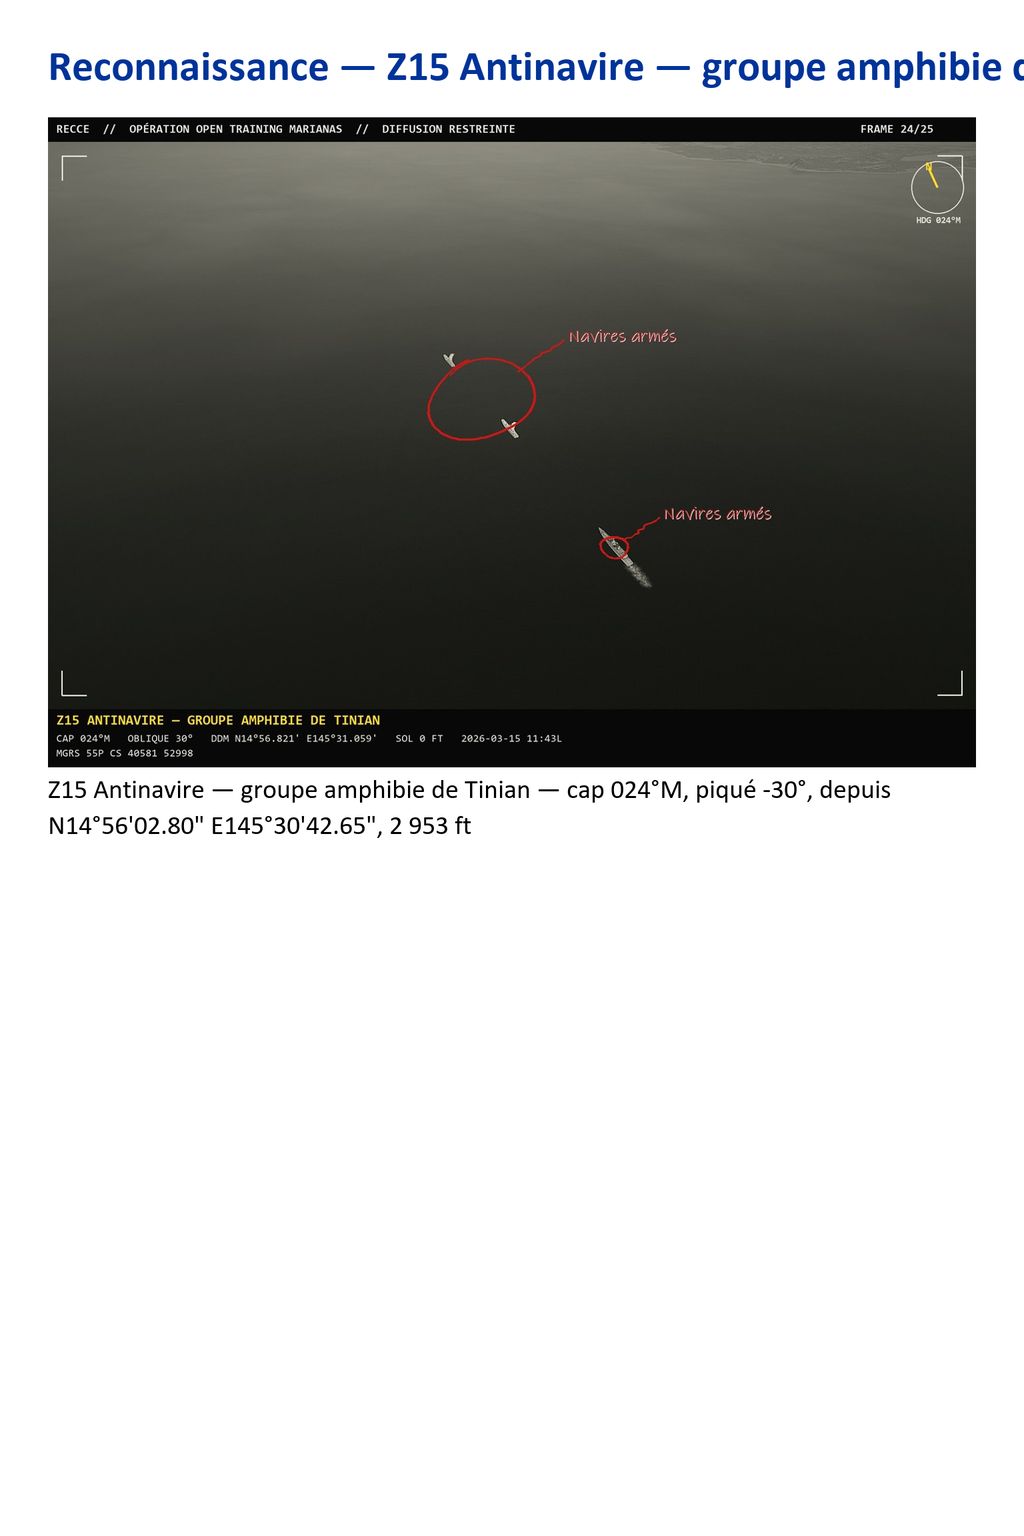 Reconnaissance — Z15 Antinavire — groupe amphibie d
RECCE // OPÉRATION OPEN TRAINING MARIANAS // DIFFUSION RESTREINTE FRAME 24/25
N
HDG 024°M
Navires armés
Navires armés
Z15 ANTINAVIRE — GROUPE AMPHIBIE DE TINIAN
CAP 024°M OBLIQUE 30° DDM N14°56.821' E145°31.059' SOL 0 FT 2026-03-15 11:43L
MGRS 55P CS 40581 52998
Z15 Antinavire — groupe amphibie de Tinian — cap 024°M, piqué -30°, depuis
N14°56'02.80" E145°30'42.65", 2 953 ft